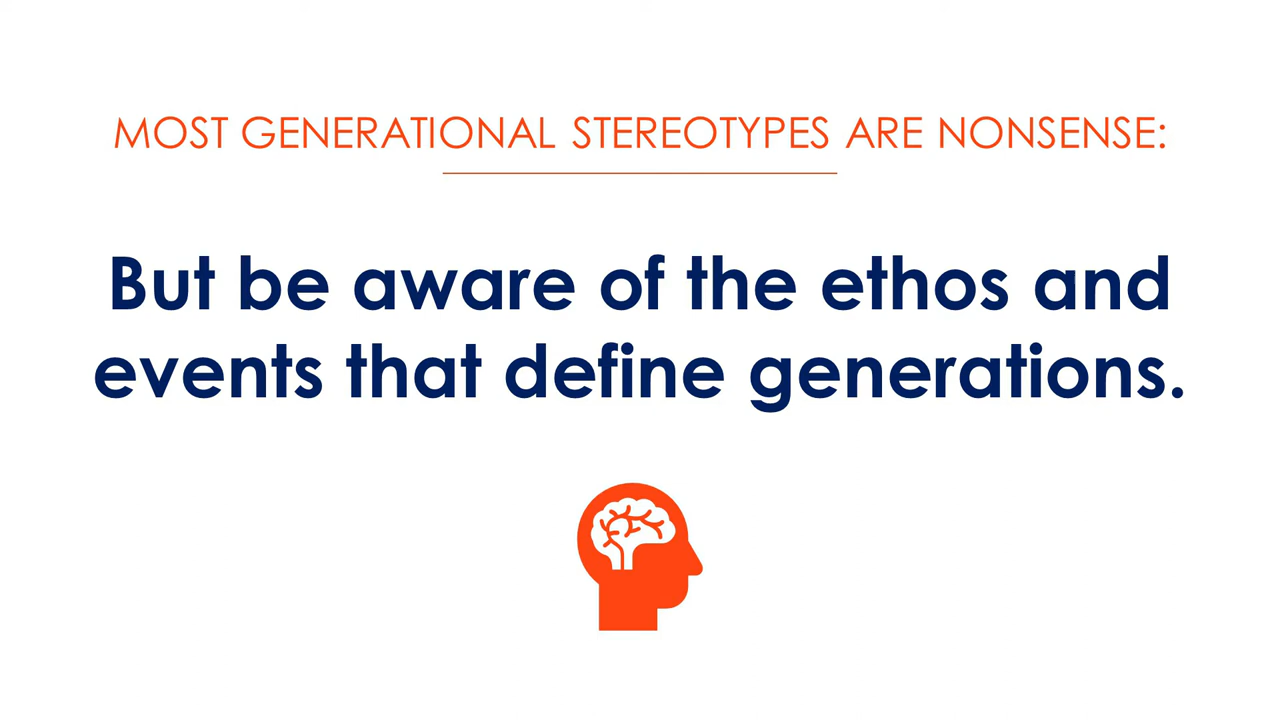 MOST GENERATIONAL STEREOTYPES ARE NONSENSE:
But be aware of the ethos and
events that define generations.